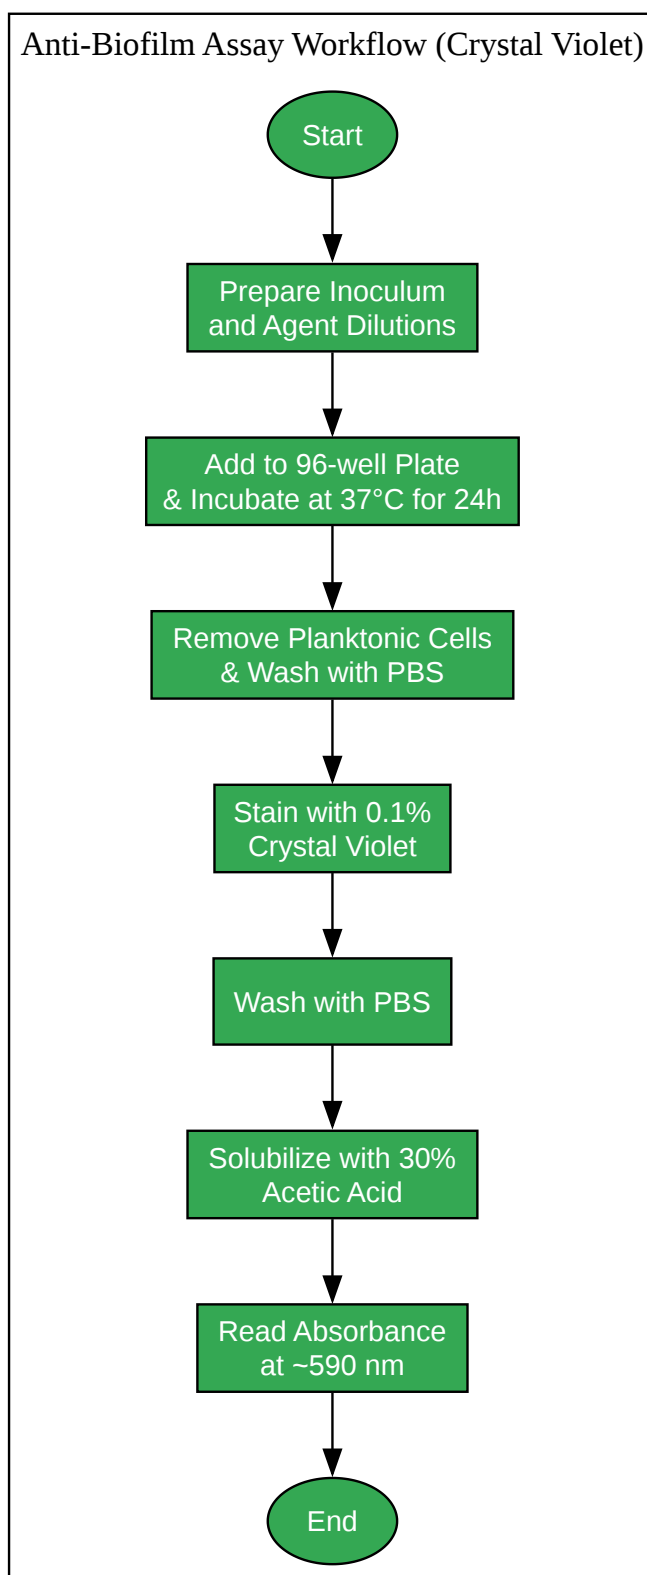 Anti-Biofilm Assay Workflow (Crystal Violet)
Start
Prepare Inoculum
and Agent Dilutions
Add to 96-well Plate
& Incubate at 37°C for 24h
Remove Planktonic Cells
& Wash with PBS
Stain with 0.1%
Crystal Violet
Wash with PBS
Solubilize with 30%
Acetic Acid
Read Absorbance
at ~590 nm
End